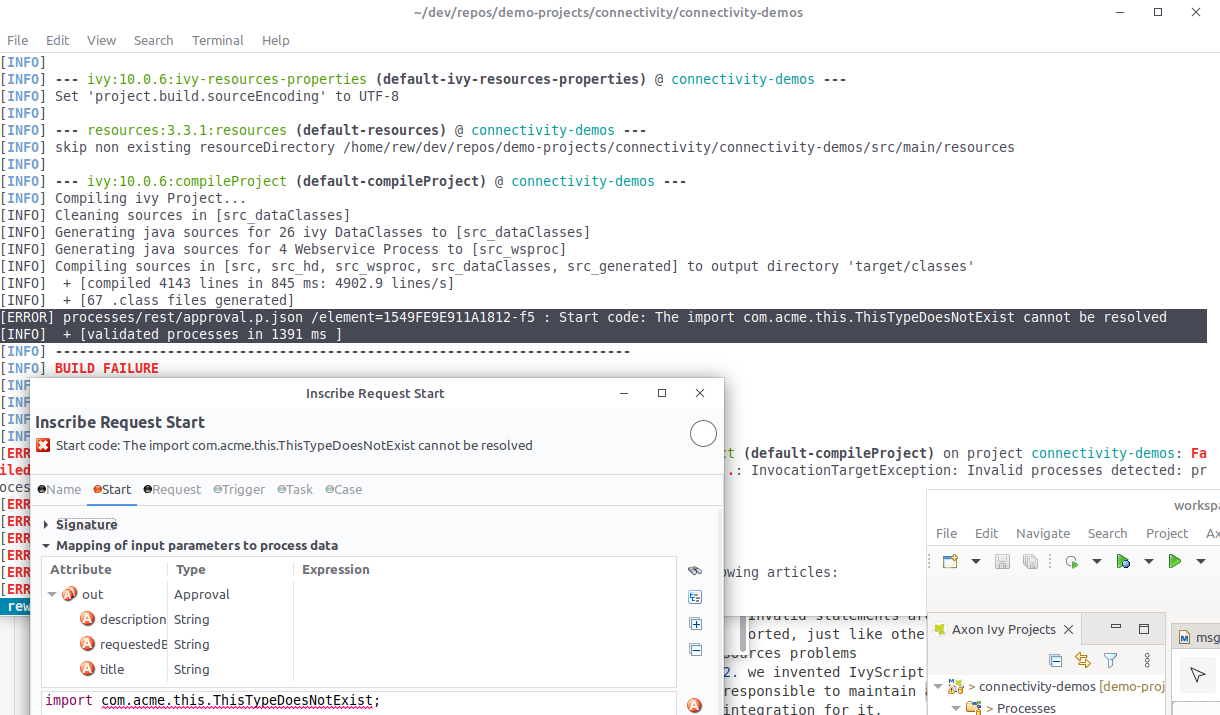 ~/dev/repos/demo-projects/connectivity/connectivity-demos
File Edit View Search Terminal Help
[INFO]
[INFO] --- ivy:10.0.6:ivy-resources-properties (default-ivy-resources-properties) @ connectivity-demos ---
[INFO] Set 'project.build.sourceEncoding' to UTF-8
[INFO]
[INFO] --- resources:3.3.1:resources (default-resources) @ connectivity-demos ---
[INFO] skip non existing resourceDirectory /home/rew/dev/repos/demo-projects/connectivity/connectivity-demos/src/main/resources
[INFO]
[INFO] --- ivy:10.0.6:compileProject (default-compileProject) @ connectivity-demos ---
[INFO] Compiling ivy Project...
[INFO] Cleaning sources in [src_dataClasses]
[INFO] Generating java sources for 26 ivy DataClasses to [src_dataClasses]
[INFO] Generating java sources for 4 Webservice Process to [src_wsproc]
[INFO] Compiling sources in [src, src_hd, src_wsproc, src_dataClasses, src_generated] to output directory 'target/classes'
[INFO]  + [compiled 4143 lines in 845 ms: 4902.9 lines/s]
[INFO]  + [67 .class files generated]
[ERROR] processes/rest/approval.p.json /element=1549FE9E911A1812-f5 : Start code: The import com.acme.this.ThisTypeDoesNotExist cannot be resolved
[INFO]  + [validated processes in 1391 ms ]
[INFO] ------------------------------------------------------------------------
[INFO] BUILD FAILURE
[INF
[INF
[INF
[INF
[ERR
ct (default-compileProject) on project connectivity-demos: Fa
iled
.: InvocationTargetException: Invalid processes detected: pr
oces
[ERR
[ERR
[ERR
[ERR
[ERR
[ERR
owing articles:
rew
Inscribe Request Start
Inscribe Request Start
Start code: The import com.acme.this.ThisTypeDoesNotExist cannot be resolved
Name Start Request Trigger Task Case
Signature
Mapping of input parameters to process data
Attribute Type Expression
out Approval
description String
requestedB String
title String
import com.acme.this.ThisTypeDoesNotExist;
orted, just like othe
ources problems
2. we invented IvyScript
responsible to maintain
integration for it.
workspa
File Edit Navigate Search Project Ax
Axon Ivy Projects
msg
> connectivity-demos [demo-proj
> Processes